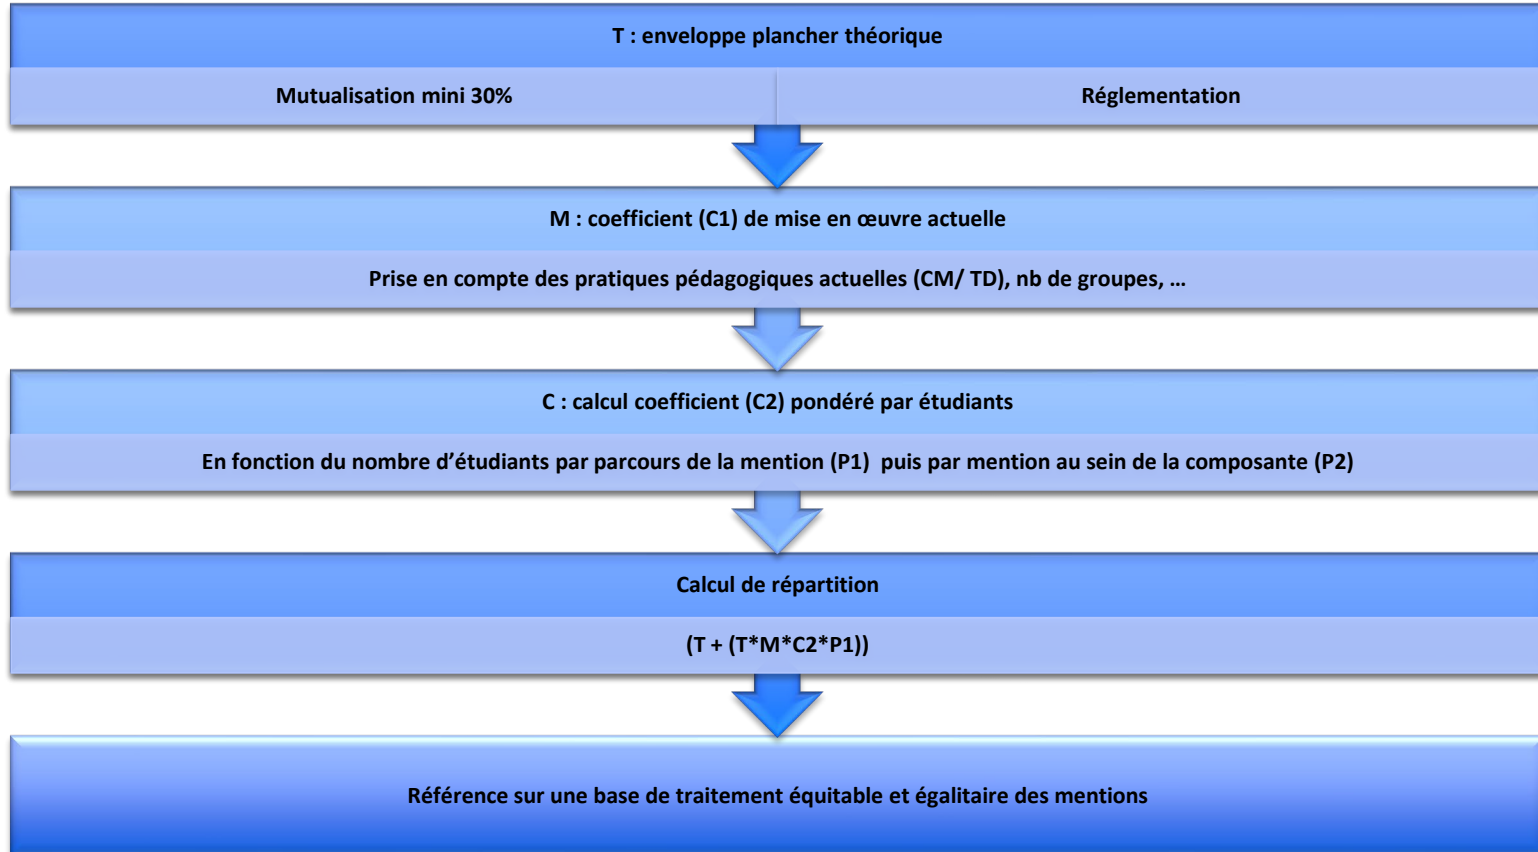 T : enveloppe plancher théorique
Mutualisation mini 30%
Réglementation
M : coefficient (C1) de mise en œuvre actuelle
Prise en compte des pratiques pédagogiques actuelles (CM/ TD), nb de groupes, …
C : calcul coefficient (C2) pondéré par étudiants
En fonction du nombre d’étudiants par parcours de la mention (P1)  puis par mention au sein de la composante (P2)
Calcul de répartition
(T + (T*M*C2*P1))
Référence sur une base de traitement équitable et égalitaire des mentions